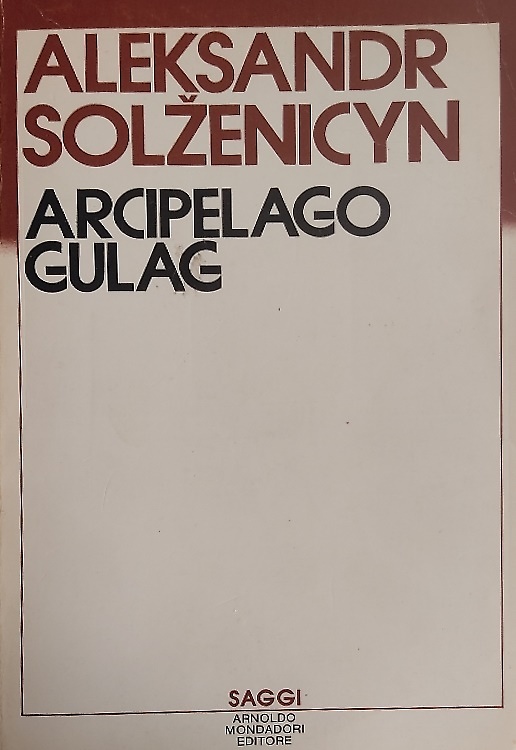 ALEKSANDR
SOLŽENICYN
ARCIPELAGO
GULAG
SAGGI
ARNOLDO
MONDADORI
EDITORE